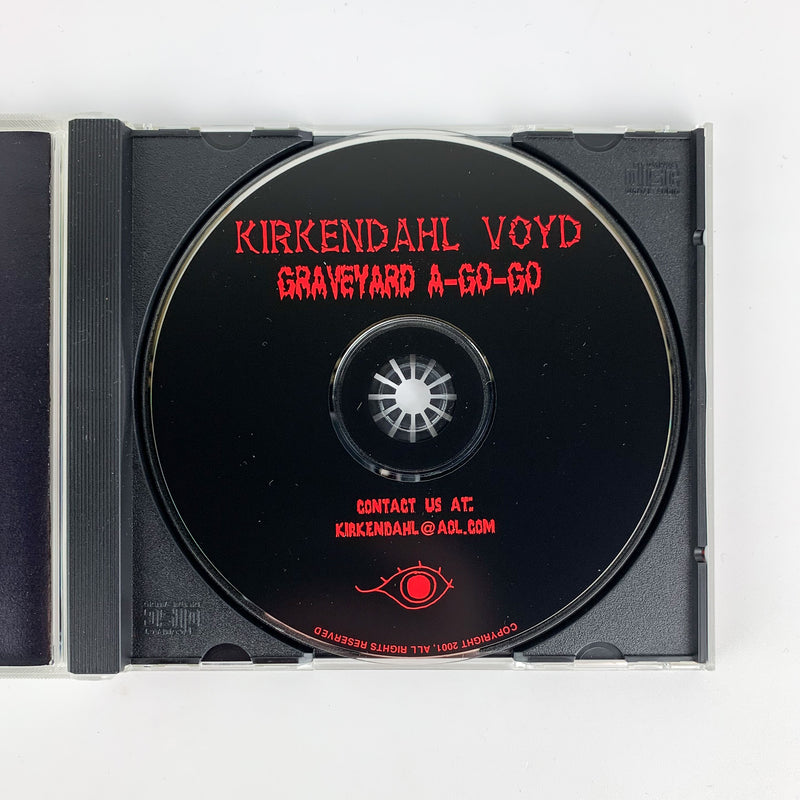 KIRKENDAHL VOYD
GRAVEYARD A-GO-GO
CONTACT US AT:
KIRKENDAHL@AOL.COM
COPYRIGHT 2001, ALL RIGHTS RESERVED